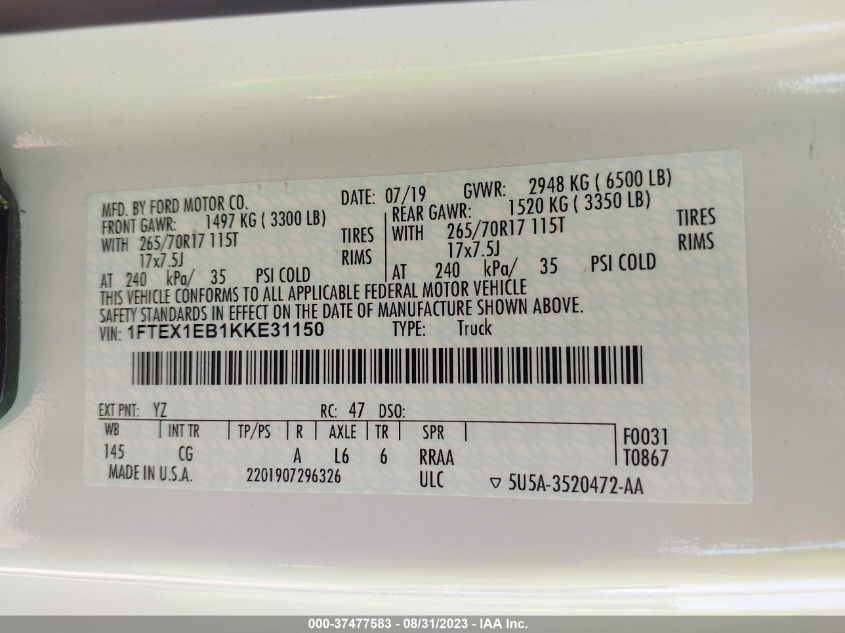 MFD. BY FORD MOTOR CO. DATE: 07/19 GVWR: 2948 KG ( 6500 LB)
FRONT GAWR: 1497 KG ( 3300 LB) REAR GAWR: 1520 KG ( 3350 LB)
WITH 265/70R17 115T TIRES WITH 265/70R17 115T TIRES
17x7.5J RIMS 17x7.5J RIMS
AT 240 kPa/ 35 PSI COLD AT 240 kPa/ 35 PSI COLD
THIS VEHICLE CONFORMS TO ALL APPLICABLE FEDERAL MOTOR VEHICLE
SAFETY STANDARDS IN EFFECT ON THE DATE OF MANUFACTURE SHOWN ABOVE.
VIN: 1FTEX1EB1KKE31150 TYPE: Truck
EXT PNT: YZ RC: 47 DSO:
WB INT TR TP/PS R AXLE TR SPR F0031
145 CG A L6 6 RRAA T0867
MADE IN U.S.A. 2201907296326 ULC ▽ 5U5A-3520472-AA
000-37477583 - 08/31/2023 - IAA Inc.